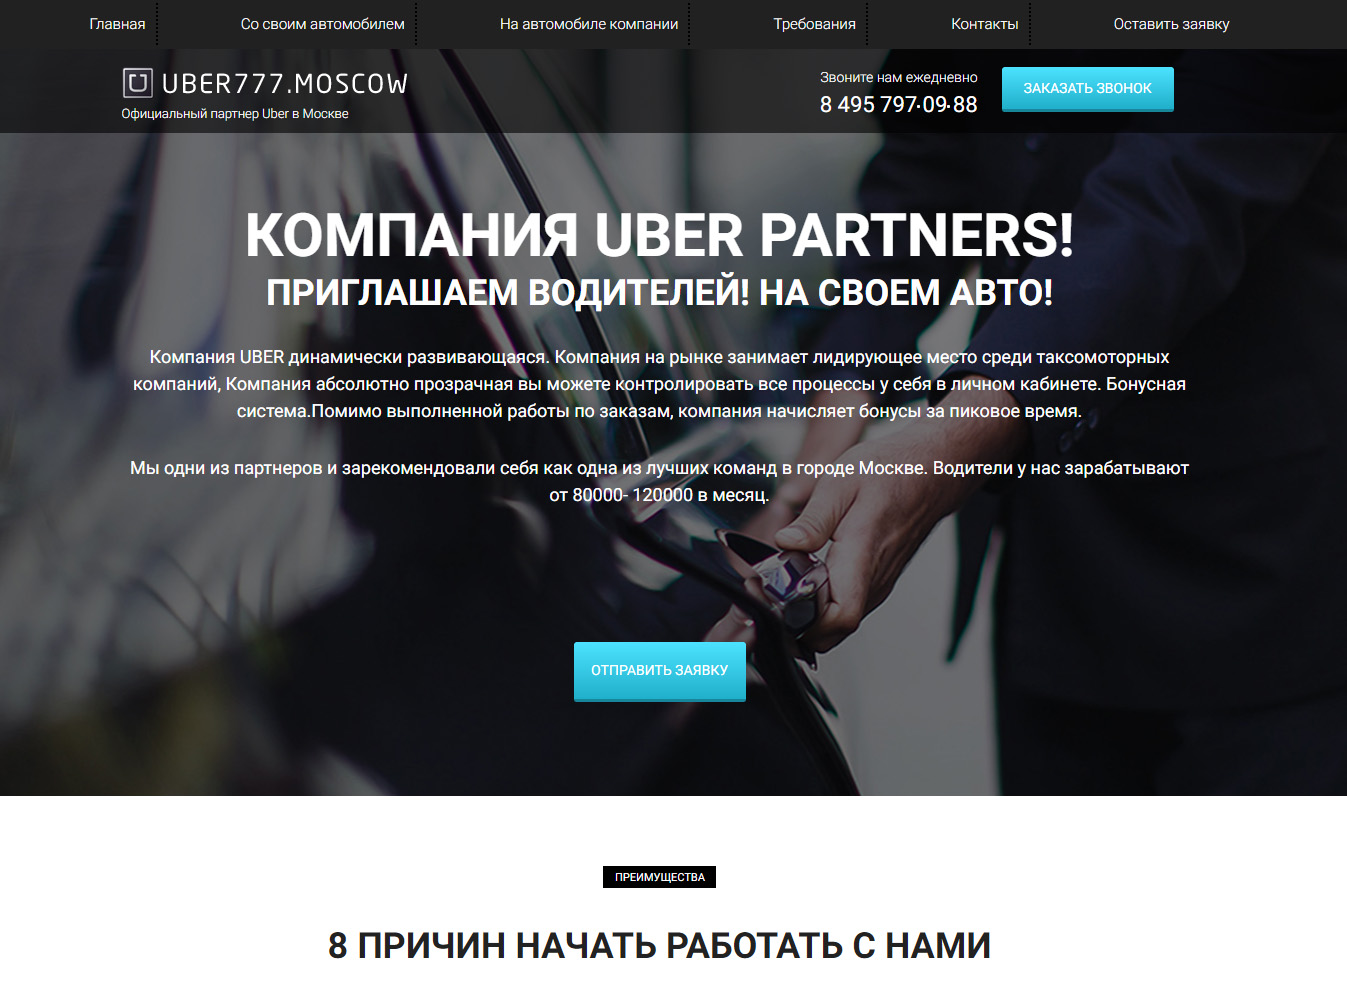 Главная
Со своим автомобилем
На автомобиле компании
Требования
Контакты
Оставить заявку
UBER777.MOSCOW
Официальный партнер Uber в Москве
Звоните нам ежедневно
8 495 797·09·88
ЗАКАЗАТЬ ЗВОНОК
КОМПАНИЯ UBER PARTNERS!
ПРИГЛАШАЕМ ВОДИТЕЛЕЙ! НА СВОЕМ АВТО!
Компания UBER динамически развивающаяся. Компания на рынке занимает лидирующее место среди таксомоторных
компаний, Компания абсолютно прозрачная вы можете контролировать все процессы у себя в личном кабинете. Бонусная
система.Помимо выполненной работы по заказам, компания начисляет бонусы за пиковое время.
Мы одни из партнеров и зарекомендовали себя как одна из лучших команд в городе Москве. Водители у нас зарабатывают
от 80000- 120000 в месяц.
ОТПРАВИТЬ ЗАЯВКУ
ПРЕИМУЩЕСТВА
8 ПРИЧИН НАЧАТЬ РАБОТАТЬ С НАМИ